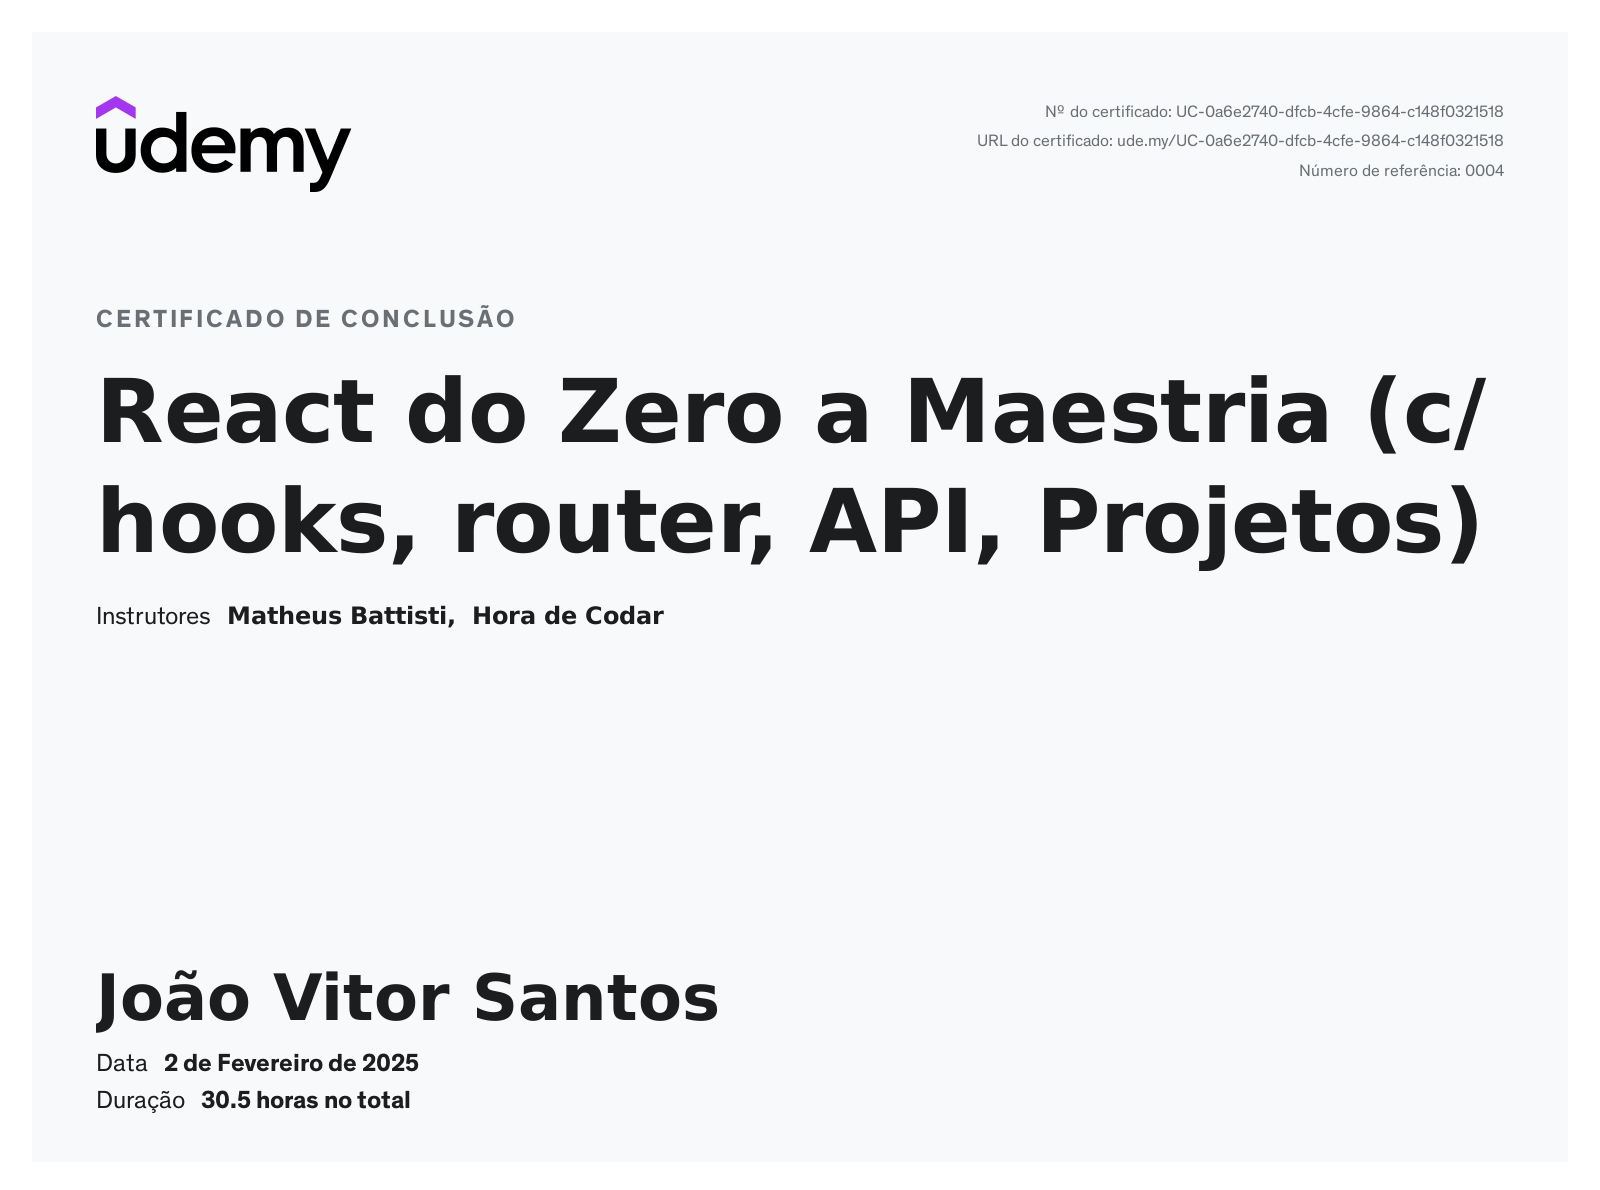 udemy
Nº do certificado: UC-0a6e2740-dfcb-4cfe-9864-c148f0321518
URL do certificado: ude.my/UC-0a6e2740-dfcb-4cfe-9864-c148f0321518
Número de referência: 0004
CERTIFICADO DE CONCLUSÃO
React do Zero a Maestria (c/
hooks, router, API, Projetos)
Instrutores Matheus Battisti, Hora de Codar
João Vitor Santos
Data 2 de Fevereiro de 2025
Duração 30.5 horas no total